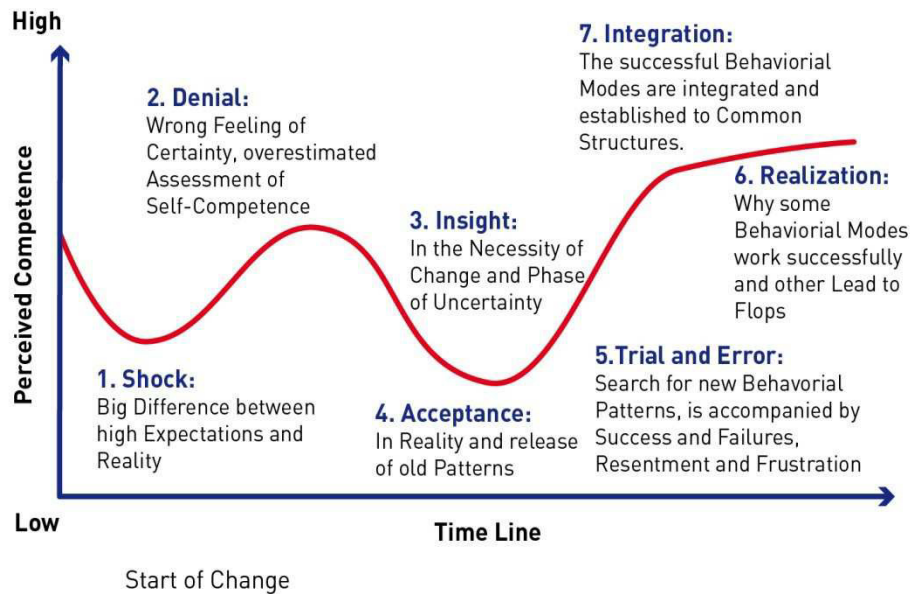 High
7. Integration:
The successful Behaviorial
Modes are integrated and
established to Common
Structures.
2. Denial:
Wrong Feeling of
Certainty, overestimated
Assessment of
Self-Competence
6. Realization:
Why some
Behaviorial Modes
work successfully
and other Lead to
Flops
3. Insight:
In the Necessity of
Change and Phase
of Uncertainty
Perceived Competence
1. Shock:
Big Difference between
high Expectations and
Reality
4. Acceptance:
In Reality and release
of old Patterns
5.Trial and Error:
Search for new Behavorial
Patterns, is accompanied by
Success and Failures,
Resentment and Frustration
Low
Time Line
Start of Change